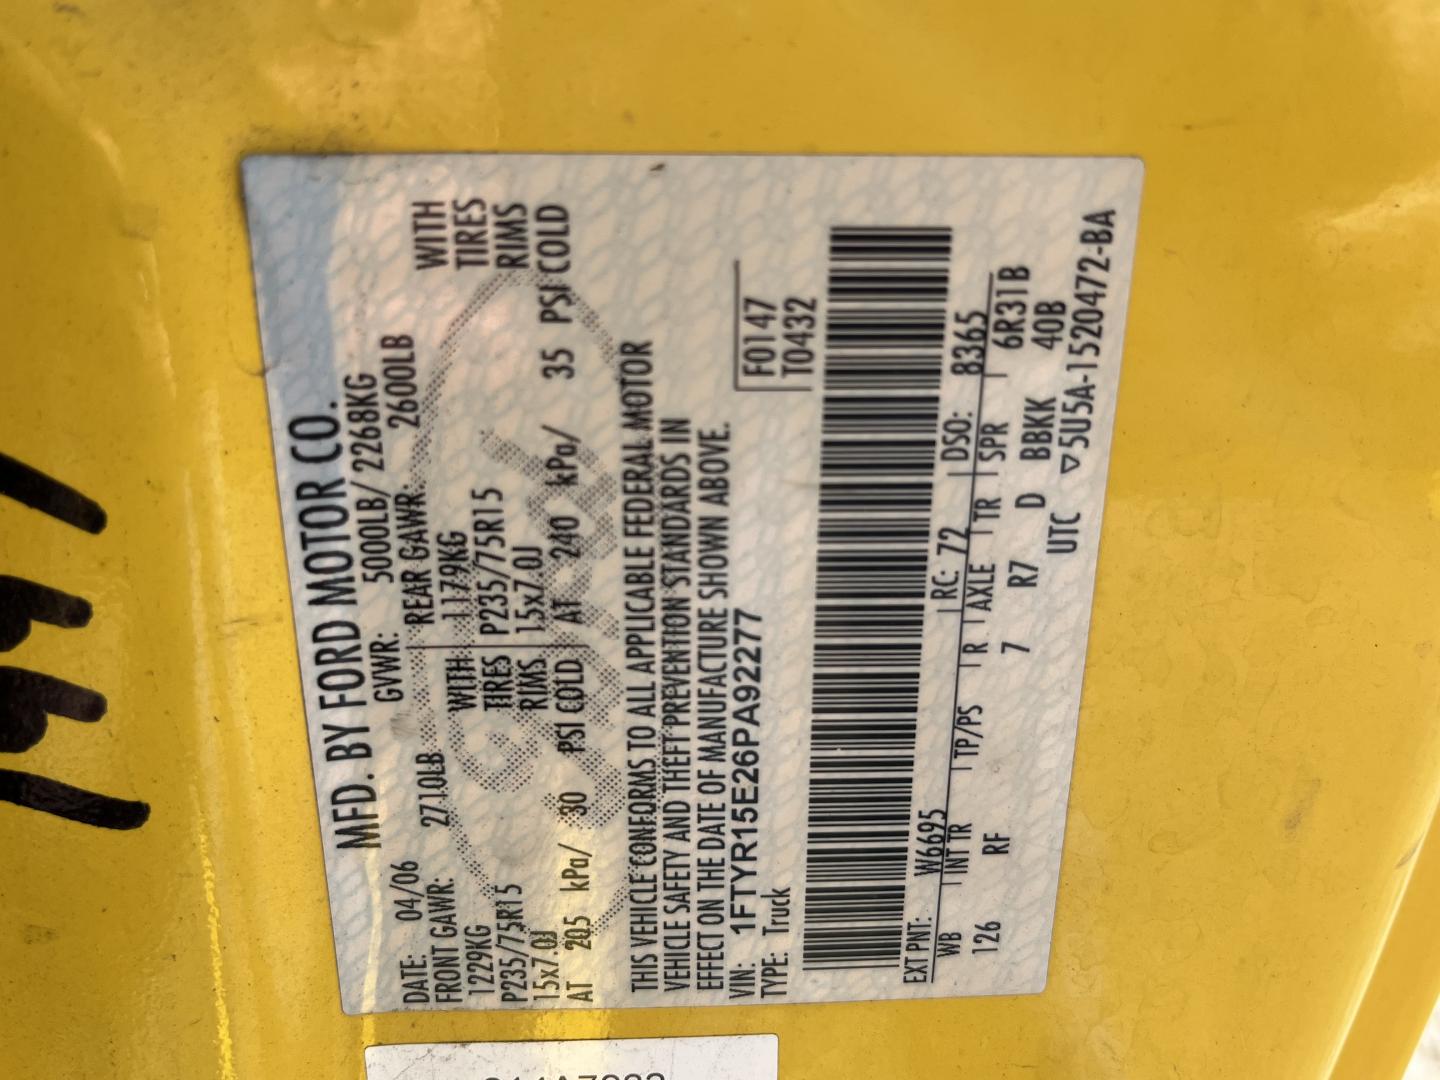 MFD. BY FORD MOTOR CO.
DATE: 04/06 GVWR: 5000LB/ 2268KG
FRONT GAWR: 2710LB REAR GAWR: 2600LB
1229KG WITH 1179KG WITH
P235/75R15 TIRES P235/75R15 TIRES
15x7.0J RIMS 15x7.0J RIMS
AT 205 kPa/ 30 PSI COLD AT 240 kPa/ 35 PSI COLD
THIS VEHICLE CONFORMS TO ALL APPLICABLE FEDERAL MOTOR
VEHICLE SAFETY AND THEFT PREVENTION STANDARDS IN
EFFECT ON THE DATE OF MANUFACTURE SHOWN ABOVE.
VIN: 1FTYR15E26PA92277 F0147
TYPE: Truck T0432
EXT PNT: W6695 RC: 72 DSO: 8365
WB INT TR TP/PS R AXLE TR SPR 6R31B
126 RF 7 R7 D BBKK 40B
UTC ▽5U5A-1520472-BA